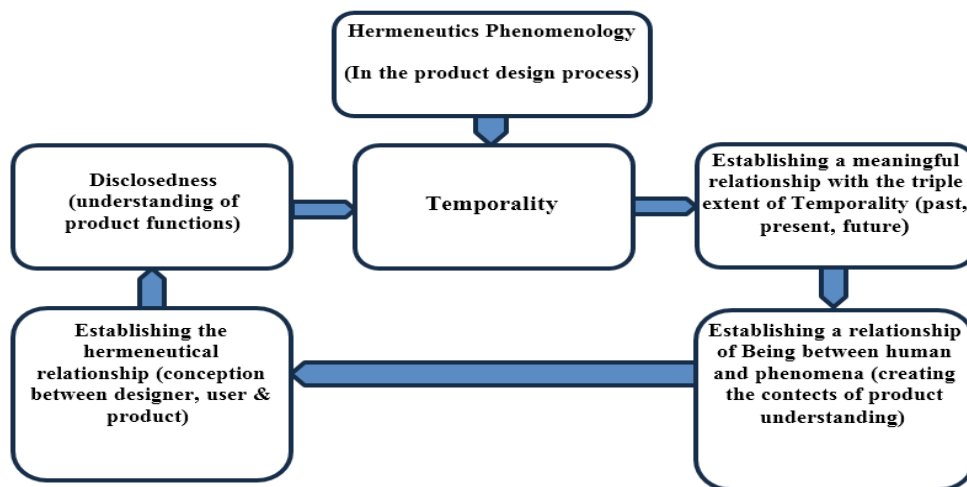 Hermeneutics Phenomenology
(In the product design process)
Disclosedness
(understanding of
product functions)
Temporality
Establishing a meaningful
relationship with the triple
extent of Temporality (past,
present, future)
Establishing the
hermeneutical
relationship (conception
between designer, user &
product)
Establishing a relationship
of Being between human
and phenomena (creating
the contects of product
understanding)